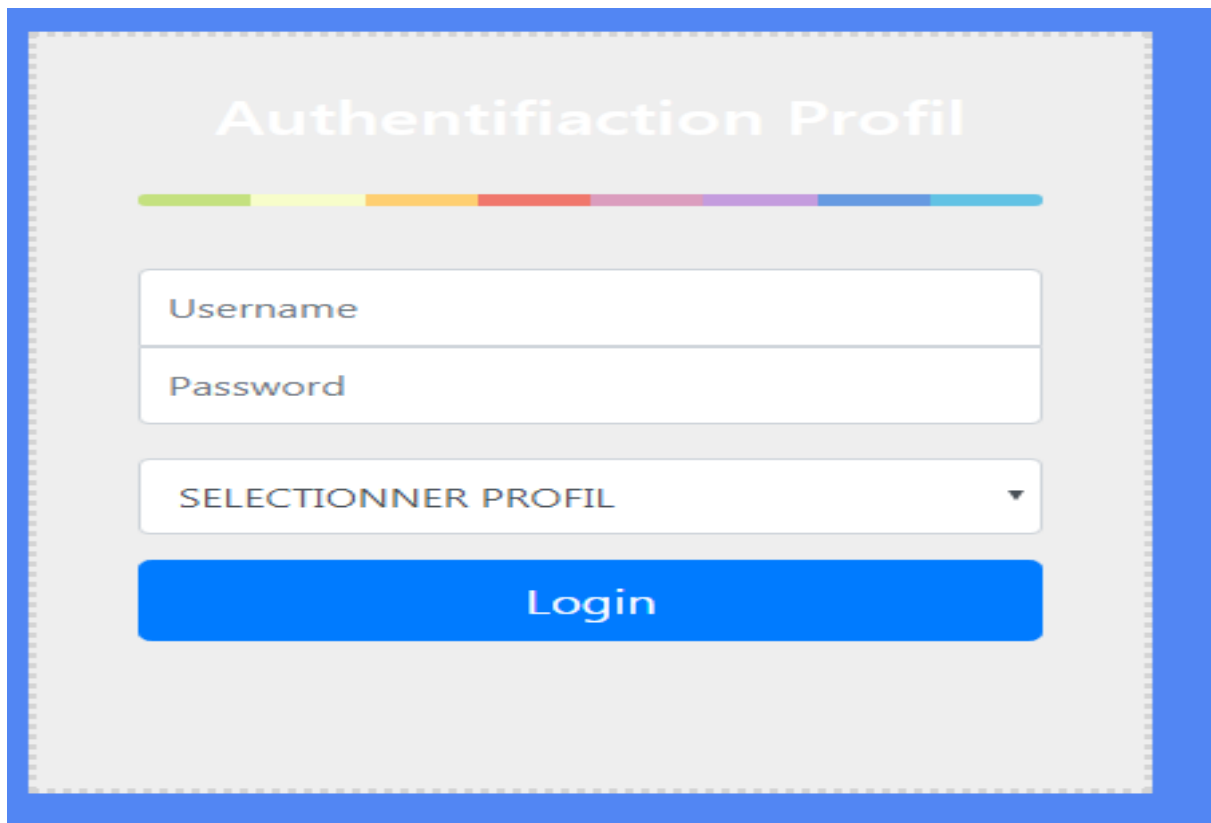 Authentifiaction Profil
Username
Password
SELECTIONNER PROFIL
Login